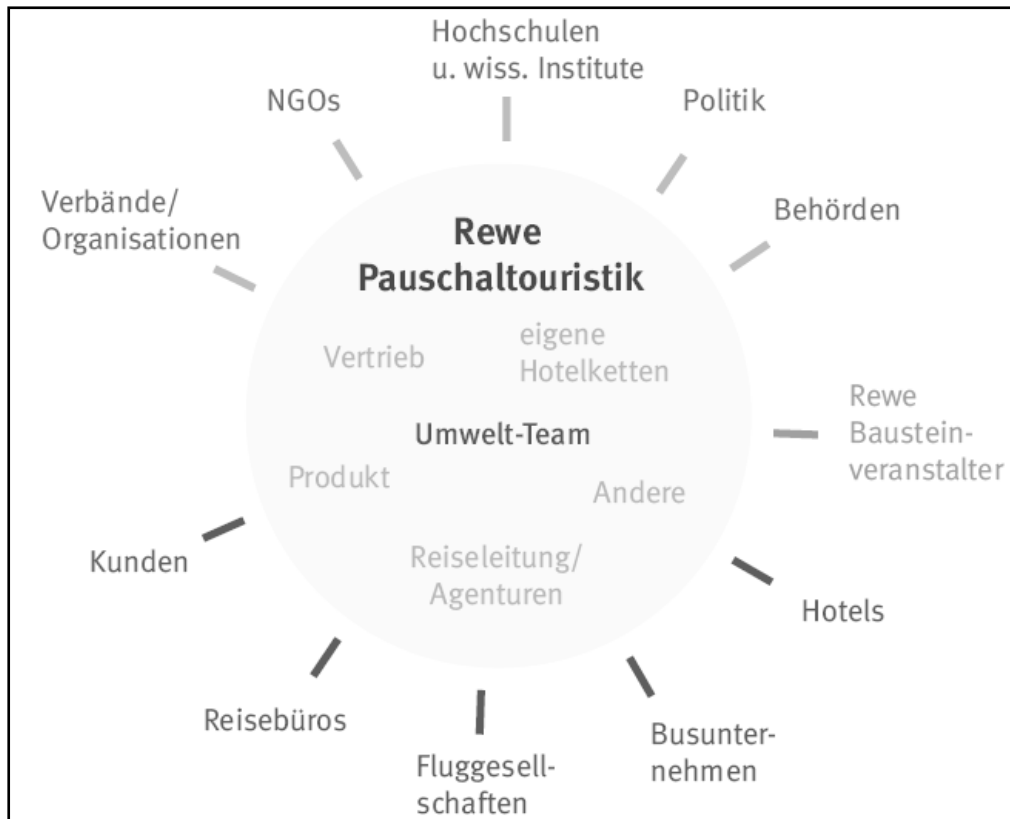 Hochschulen
u. wiss. Institute
NGOs
Politik
Verbände/
Organisationen
Behörden
Rewe
Pauschaltouristik
Vertrieb
eigene
Hotelketten
Umwelt-Team
Rewe
Baustein-
veranstalter
Produkt
Andere
Kunden
Reiseleitung/
Agenturen
Hotels
Reisebüros
Fluggesell-
schaften
Busunter-
nehmen